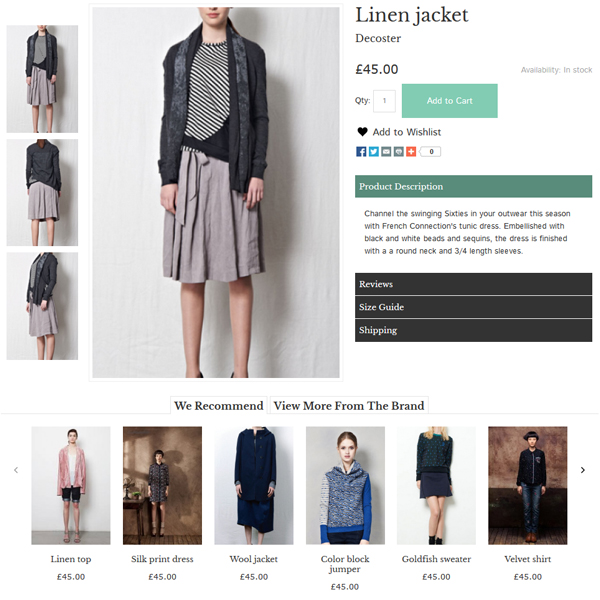 Linen jacket
Decoster
£45.00
Availability: In stock
Qty: 1
Add to Cart
Add to Wishlist
0
Product Description
Channel the swinging Sixties in your outwear this season
with French Connection's tunic dress. Embellished with
black and white beads and sequins, the dress is finished
with a a round neck and 3/4 length sleeves.
Reviews
Size Guide
Shipping
We Recommend
View More From The Brand
Linen top
£45.00
Silk print dress
£45.00
Wool jacket
£45.00
Color block
jumper
£45.00
Goldfish sweater
£45.00
Velvet shirt
£45.00